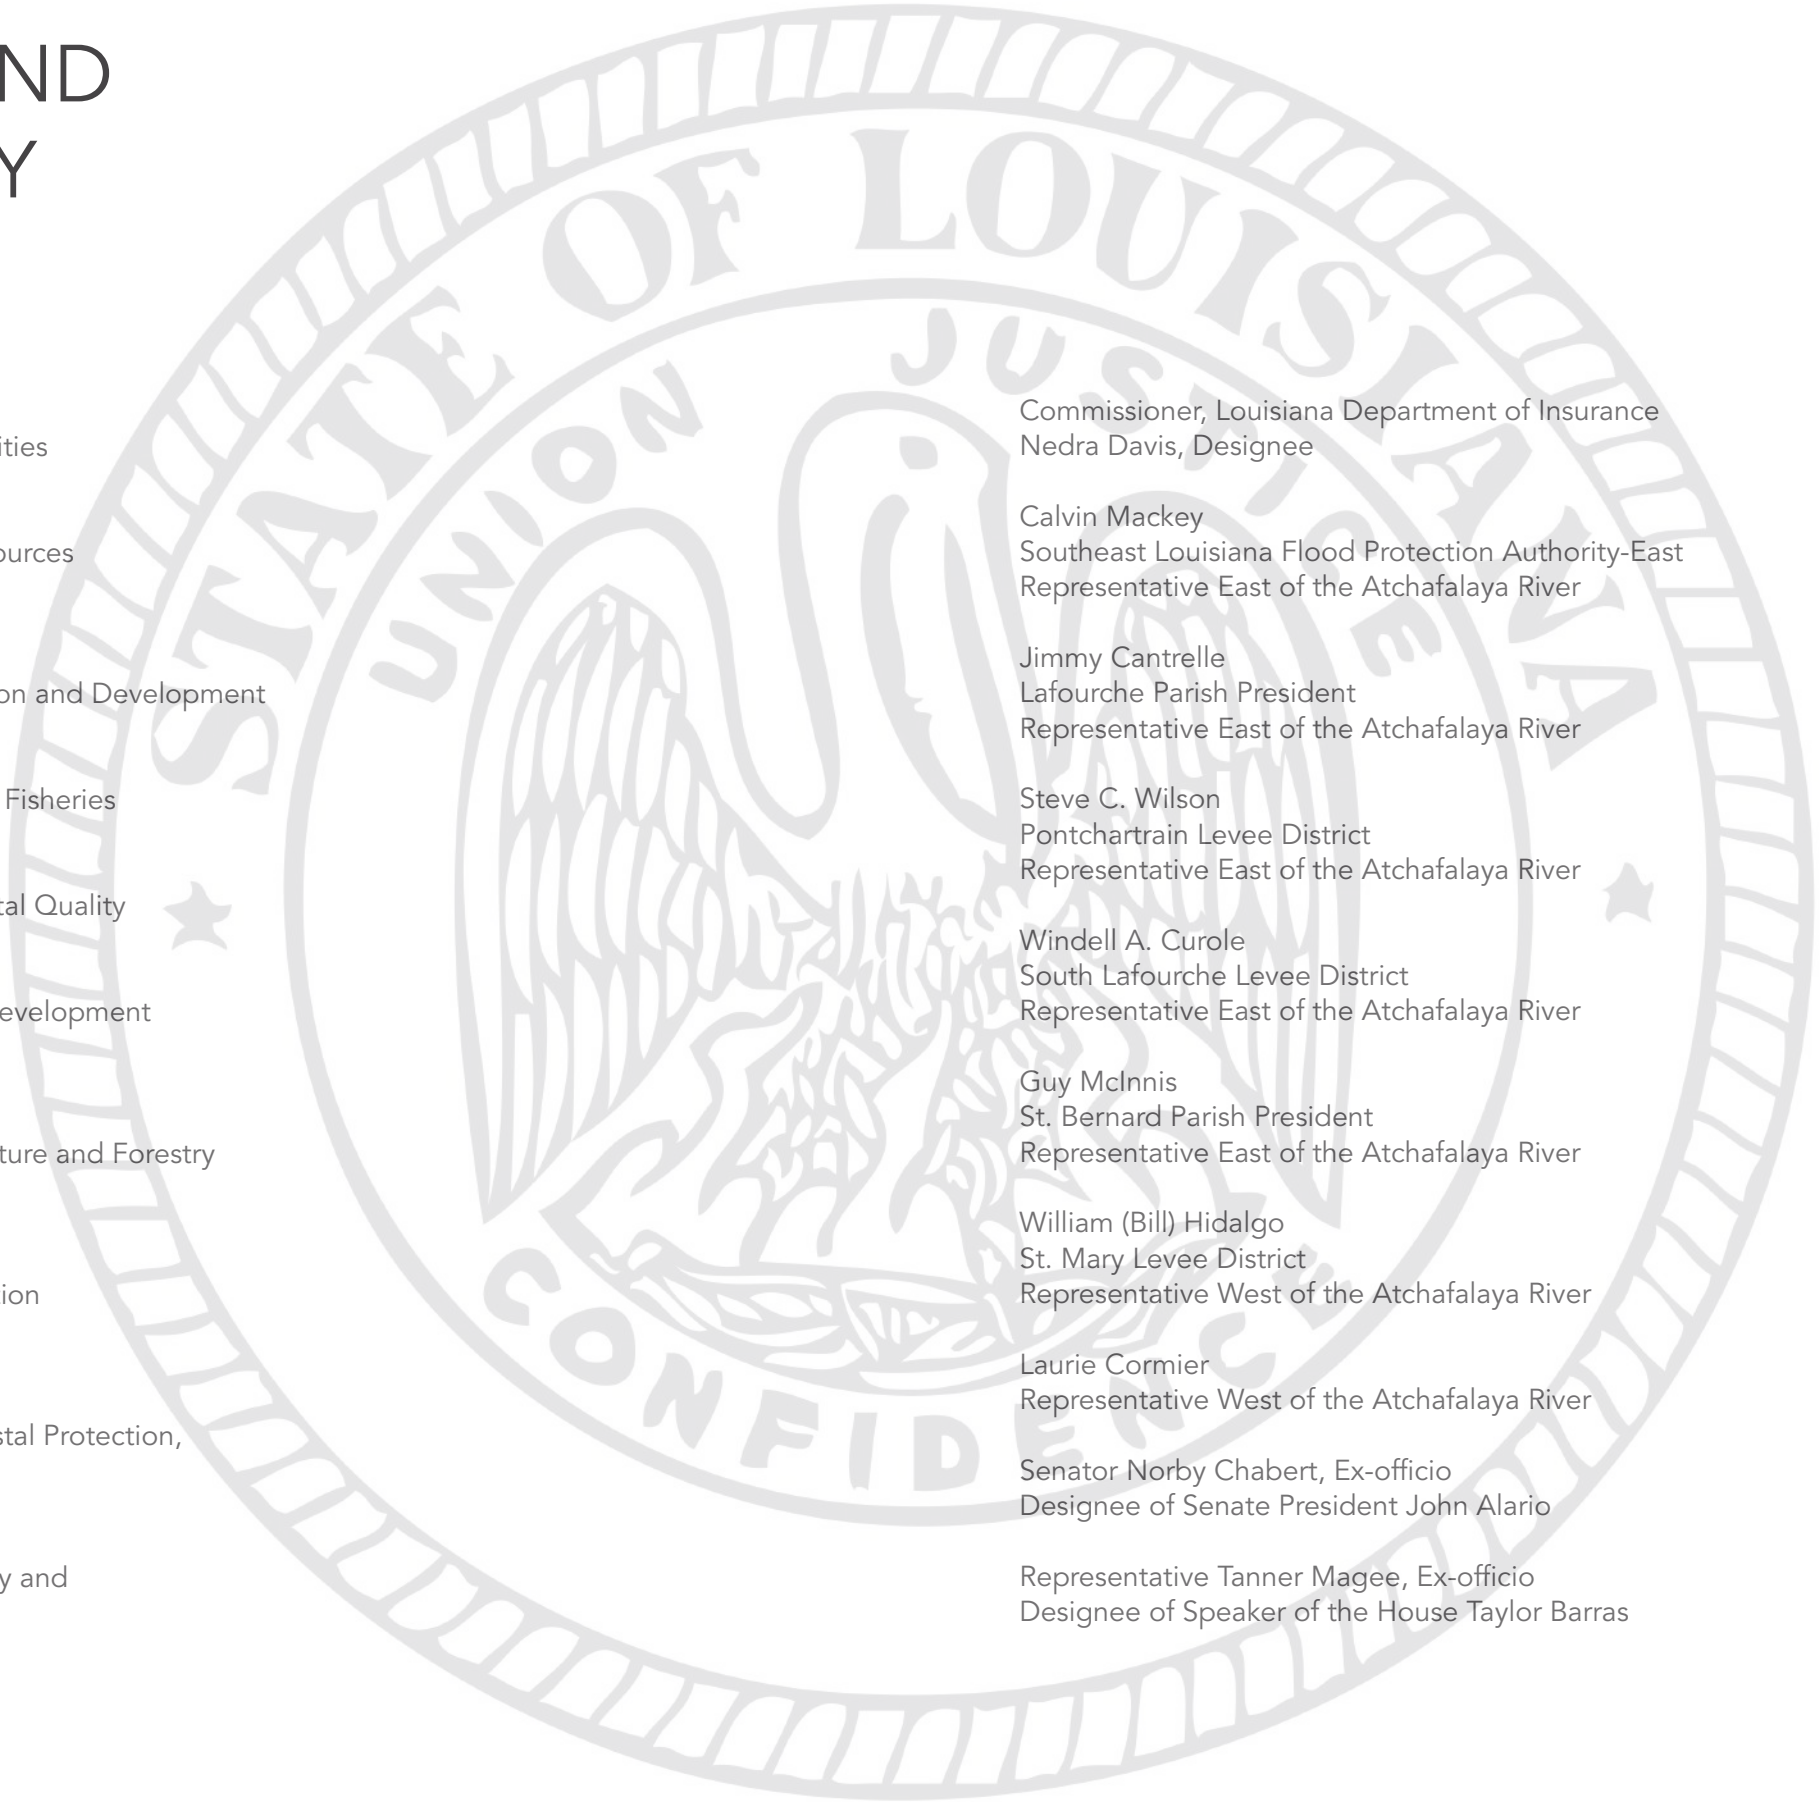 ND
Y
ities
ources
on and Development
Fisheries
tal Quality
evelopment
ture and Forestry
tion
stal Protection,
y and
Commissioner, Louisiana Department of Insurance
Nedra Davis, Designee
Calvin Mackey
Southeast Louisiana Flood Protection Authority-East
Representative East of the Atchafalaya River
Jimmy Cantrelle
Lafourche Parish President
Representative East of the Atchafalaya River
Steve C. Wilson
Pontchartrain Levee District
Representative East of the Atchafalaya River
Windell A. Curole
South Lafourche Levee District
Representative East of the Atchafalaya River
Guy McInnis
St. Bernard Parish President
Representative East of the Atchafalaya River
William (Bill) Hidalgo
St. Mary Levee District
Representative West of the Atchafalaya River
Laurie Cormier
Representative West of the Atchafalaya River
Senator Norby Chabert, Ex-officio
Designee of Senate President John Alario
Representative Tanner Magee, Ex-officio
Designee of Speaker of the House Taylor Barras
STATE OF LOUISIANA
UNION JUSTICE
CONFIDENCE